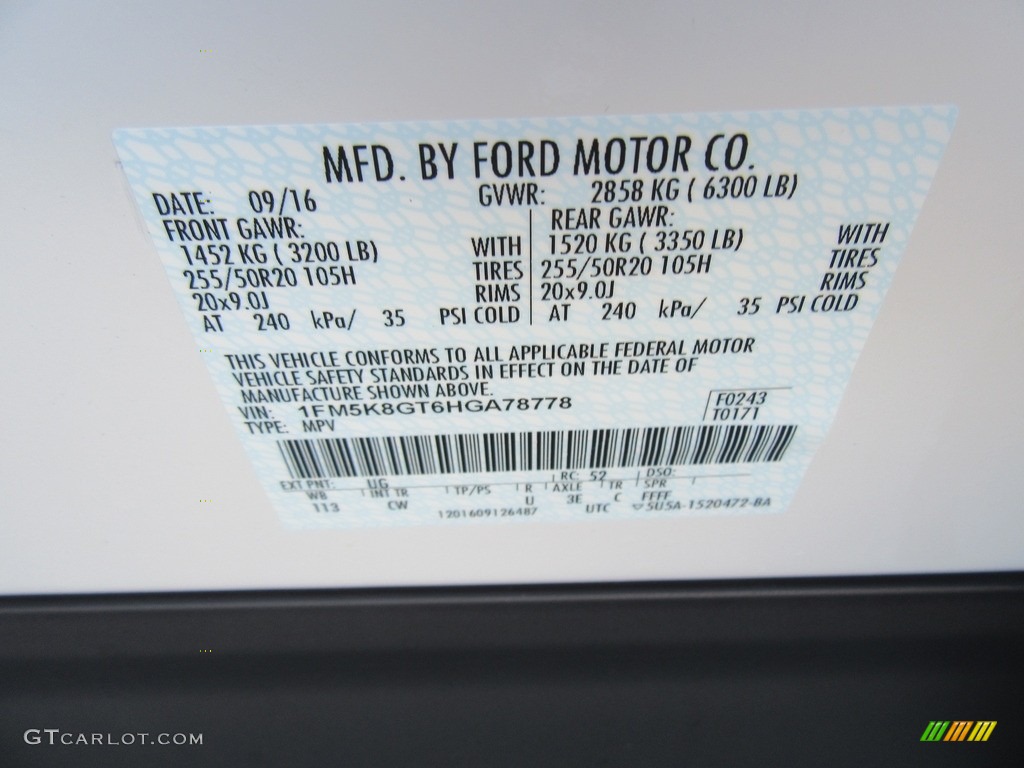 MFD. BY FORD MOTOR CO.
DATE: 09/16 GVWR: 2858 KG ( 6300 LB)
FRONT GAWR: REAR GAWR:
1452 KG ( 3200 LB) WITH 1520 KG ( 3350 LB) WITH
255/50R20 105H TIRES 255/50R20 105H TIRES
20x9.0J RIMS 20x9.0J RIMS
AT 240 kPa/ 35 PSI COLD AT 240 kPa/ 35 PSI COLD
THIS VEHICLE CONFORMS TO ALL APPLICABLE FEDERAL MOTOR
VEHICLE SAFETY STANDARDS IN EFFECT ON THE DATE OF
MANUFACTURE SHOWN ABOVE.
VIN: 1FM5K8GT6HGA78778 F0243
TYPE: MPV T0171
EXT PNT: UG RC: 52 DSO:
WB INT TR TP/PS R AXLE TR SPR
113 CW U 3E C FFFF
1201609126487 UTC ▽5U5A-1520472-BA
GTCARLOT.COM